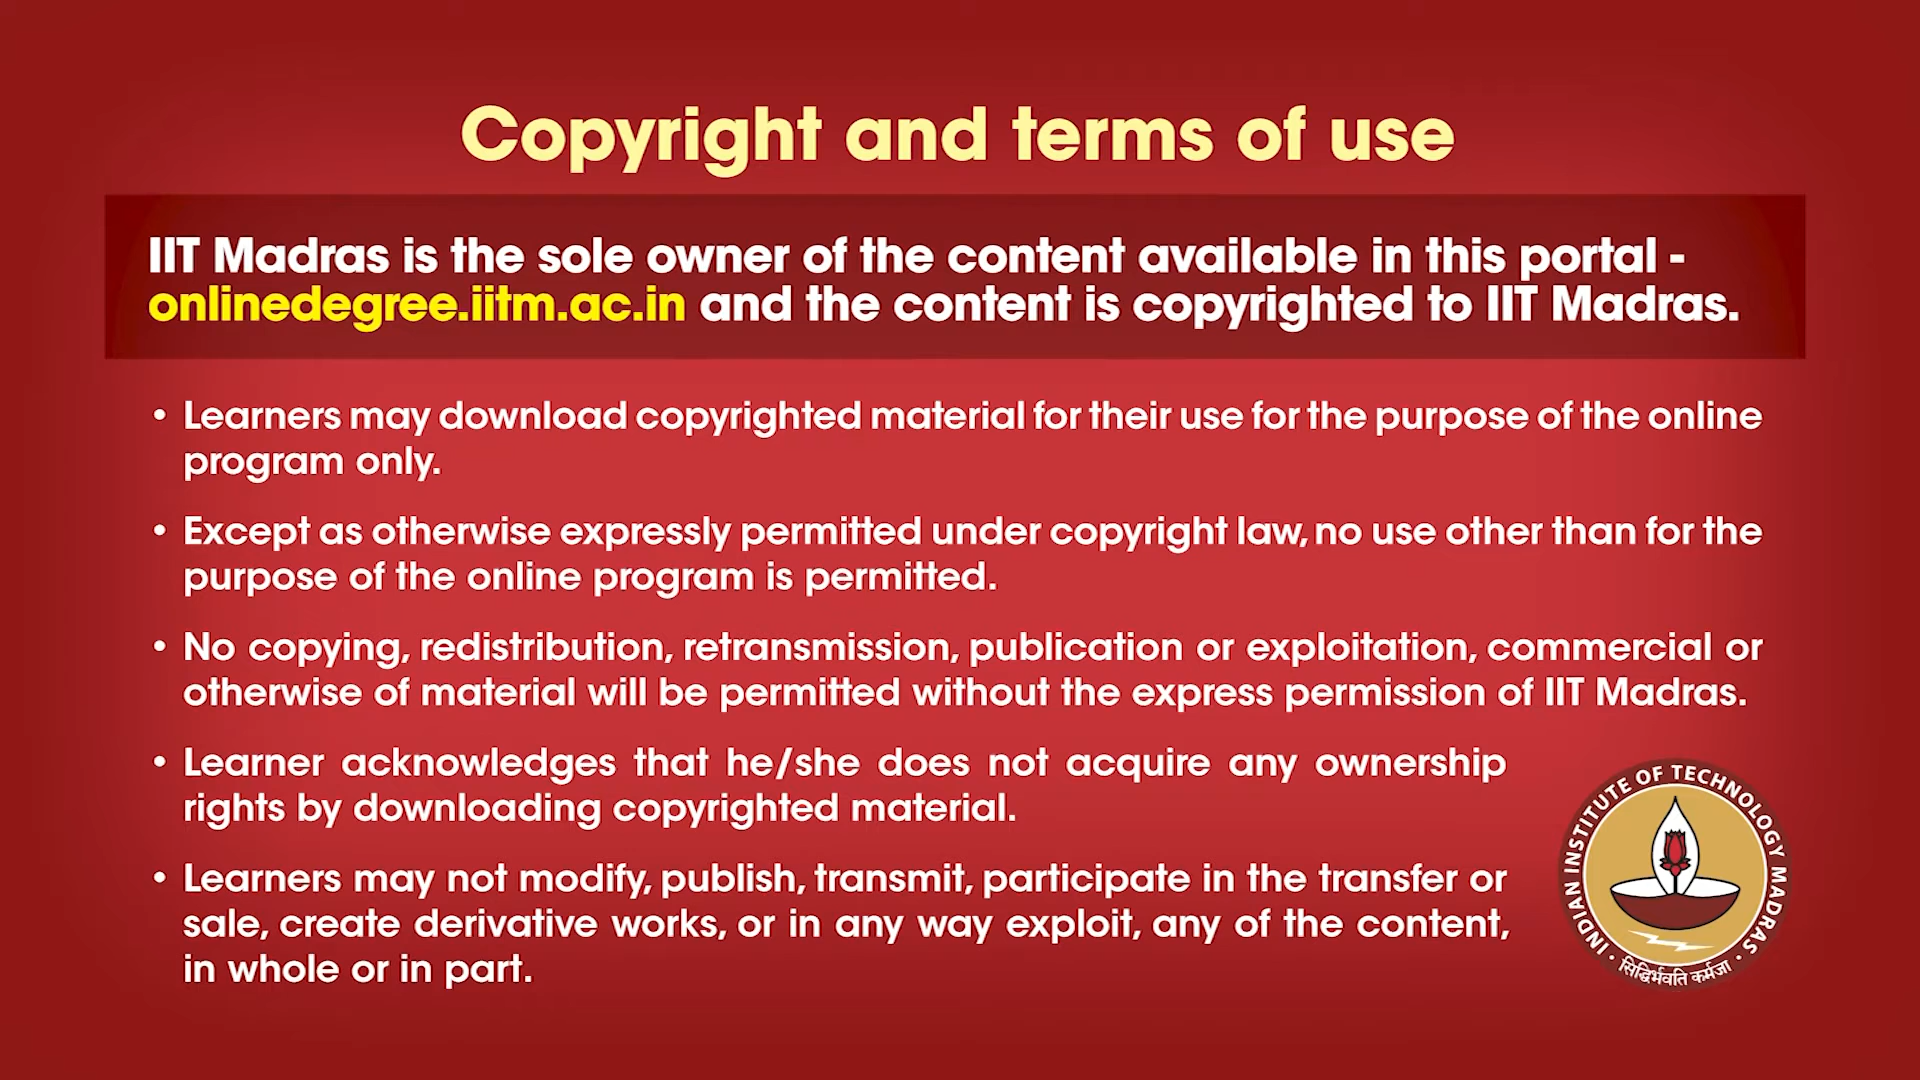 Copyright and terms of use
IIT Madras is the sole owner of the content available in this portal -
onlinedegree.iitm.ac.in and the content is copyrighted to IIT Madras.
• Learners may download copyrighted material for their use for the purpose of the online
program only.
• Except as otherwise expressly permitted under copyright law, no use other than for the
purpose of the online program is permitted.
• No copying, redistribution, retransmission, publication or exploitation, commercial or
otherwise of material will be permitted without the express permission of IIT Madras.
• Learner acknowledges that he/she does not acquire any ownership
rights by downloading copyrighted material.
• Learners may not modify, publish, transmit, participate in the transfer or
sale, create derivative works, or in any way exploit, any of the content,
in whole or in part.
INDIAN INSTITUTE OF TECHNOLOGY MADRAS
सिद्धिर्भवति कर्मजा